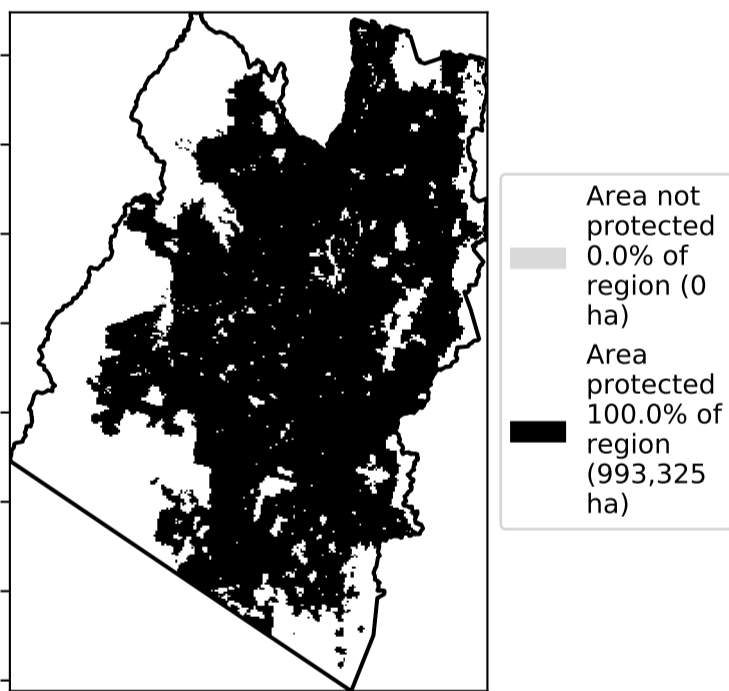 Area not
protected
0.0% of
region (0
ha)
Area
protected
100.0% of
region
(993,325
ha)